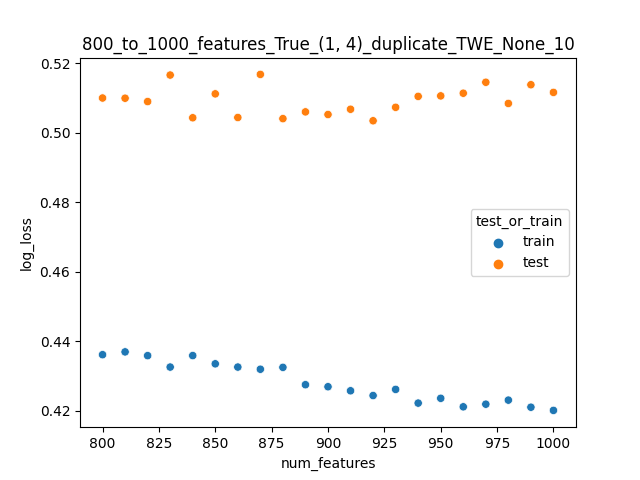 800_to_1000_features_True_(1, 4)_duplicate_TWE_None_10
0.52
0.50
0.48
0.46
0.44
0.42
log_loss
test_or_train
train
test
800 825 850 875 900 925 950 975 1000
num_features